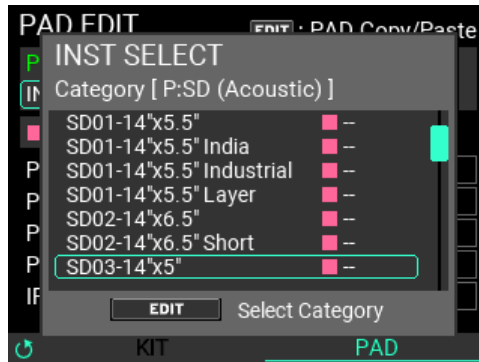 PAD EDIT
EDIT : PAD Copy/Paste
INST SELECT
Category [ P:SD (Acoustic) ]
SD01-14"x5.5" --
SD01-14"x5.5" India --
SD01-14"x5.5" Industrial --
SD01-14"x5.5" Layer --
SD02-14"x6.5" --
SD02-14"x6.5" Short --
SD03-14"x5" --
EDIT Select Category
KIT PAD